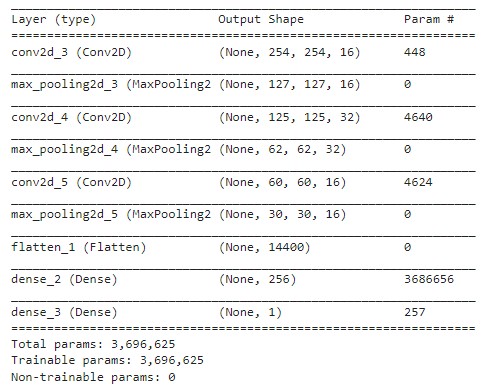 Layer (type) Output Shape Param #
conv2d_3 (Conv2D) (None, 254, 254, 16) 448
max_pooling2d_3 (MaxPooling2 (None, 127, 127, 16) 0
conv2d_4 (Conv2D) (None, 125, 125, 32) 4640
max_pooling2d_4 (MaxPooling2 (None, 62, 62, 32) 0
conv2d_5 (Conv2D) (None, 60, 60, 16) 4624
max_pooling2d_5 (MaxPooling2 (None, 30, 30, 16) 0
flatten_1 (Flatten) (None, 14400) 0
dense_2 (Dense) (None, 256) 3686656
dense_3 (Dense) (None, 1) 257
Total params: 3,696,625
Trainable params: 3,696,625
Non-trainable params: 0